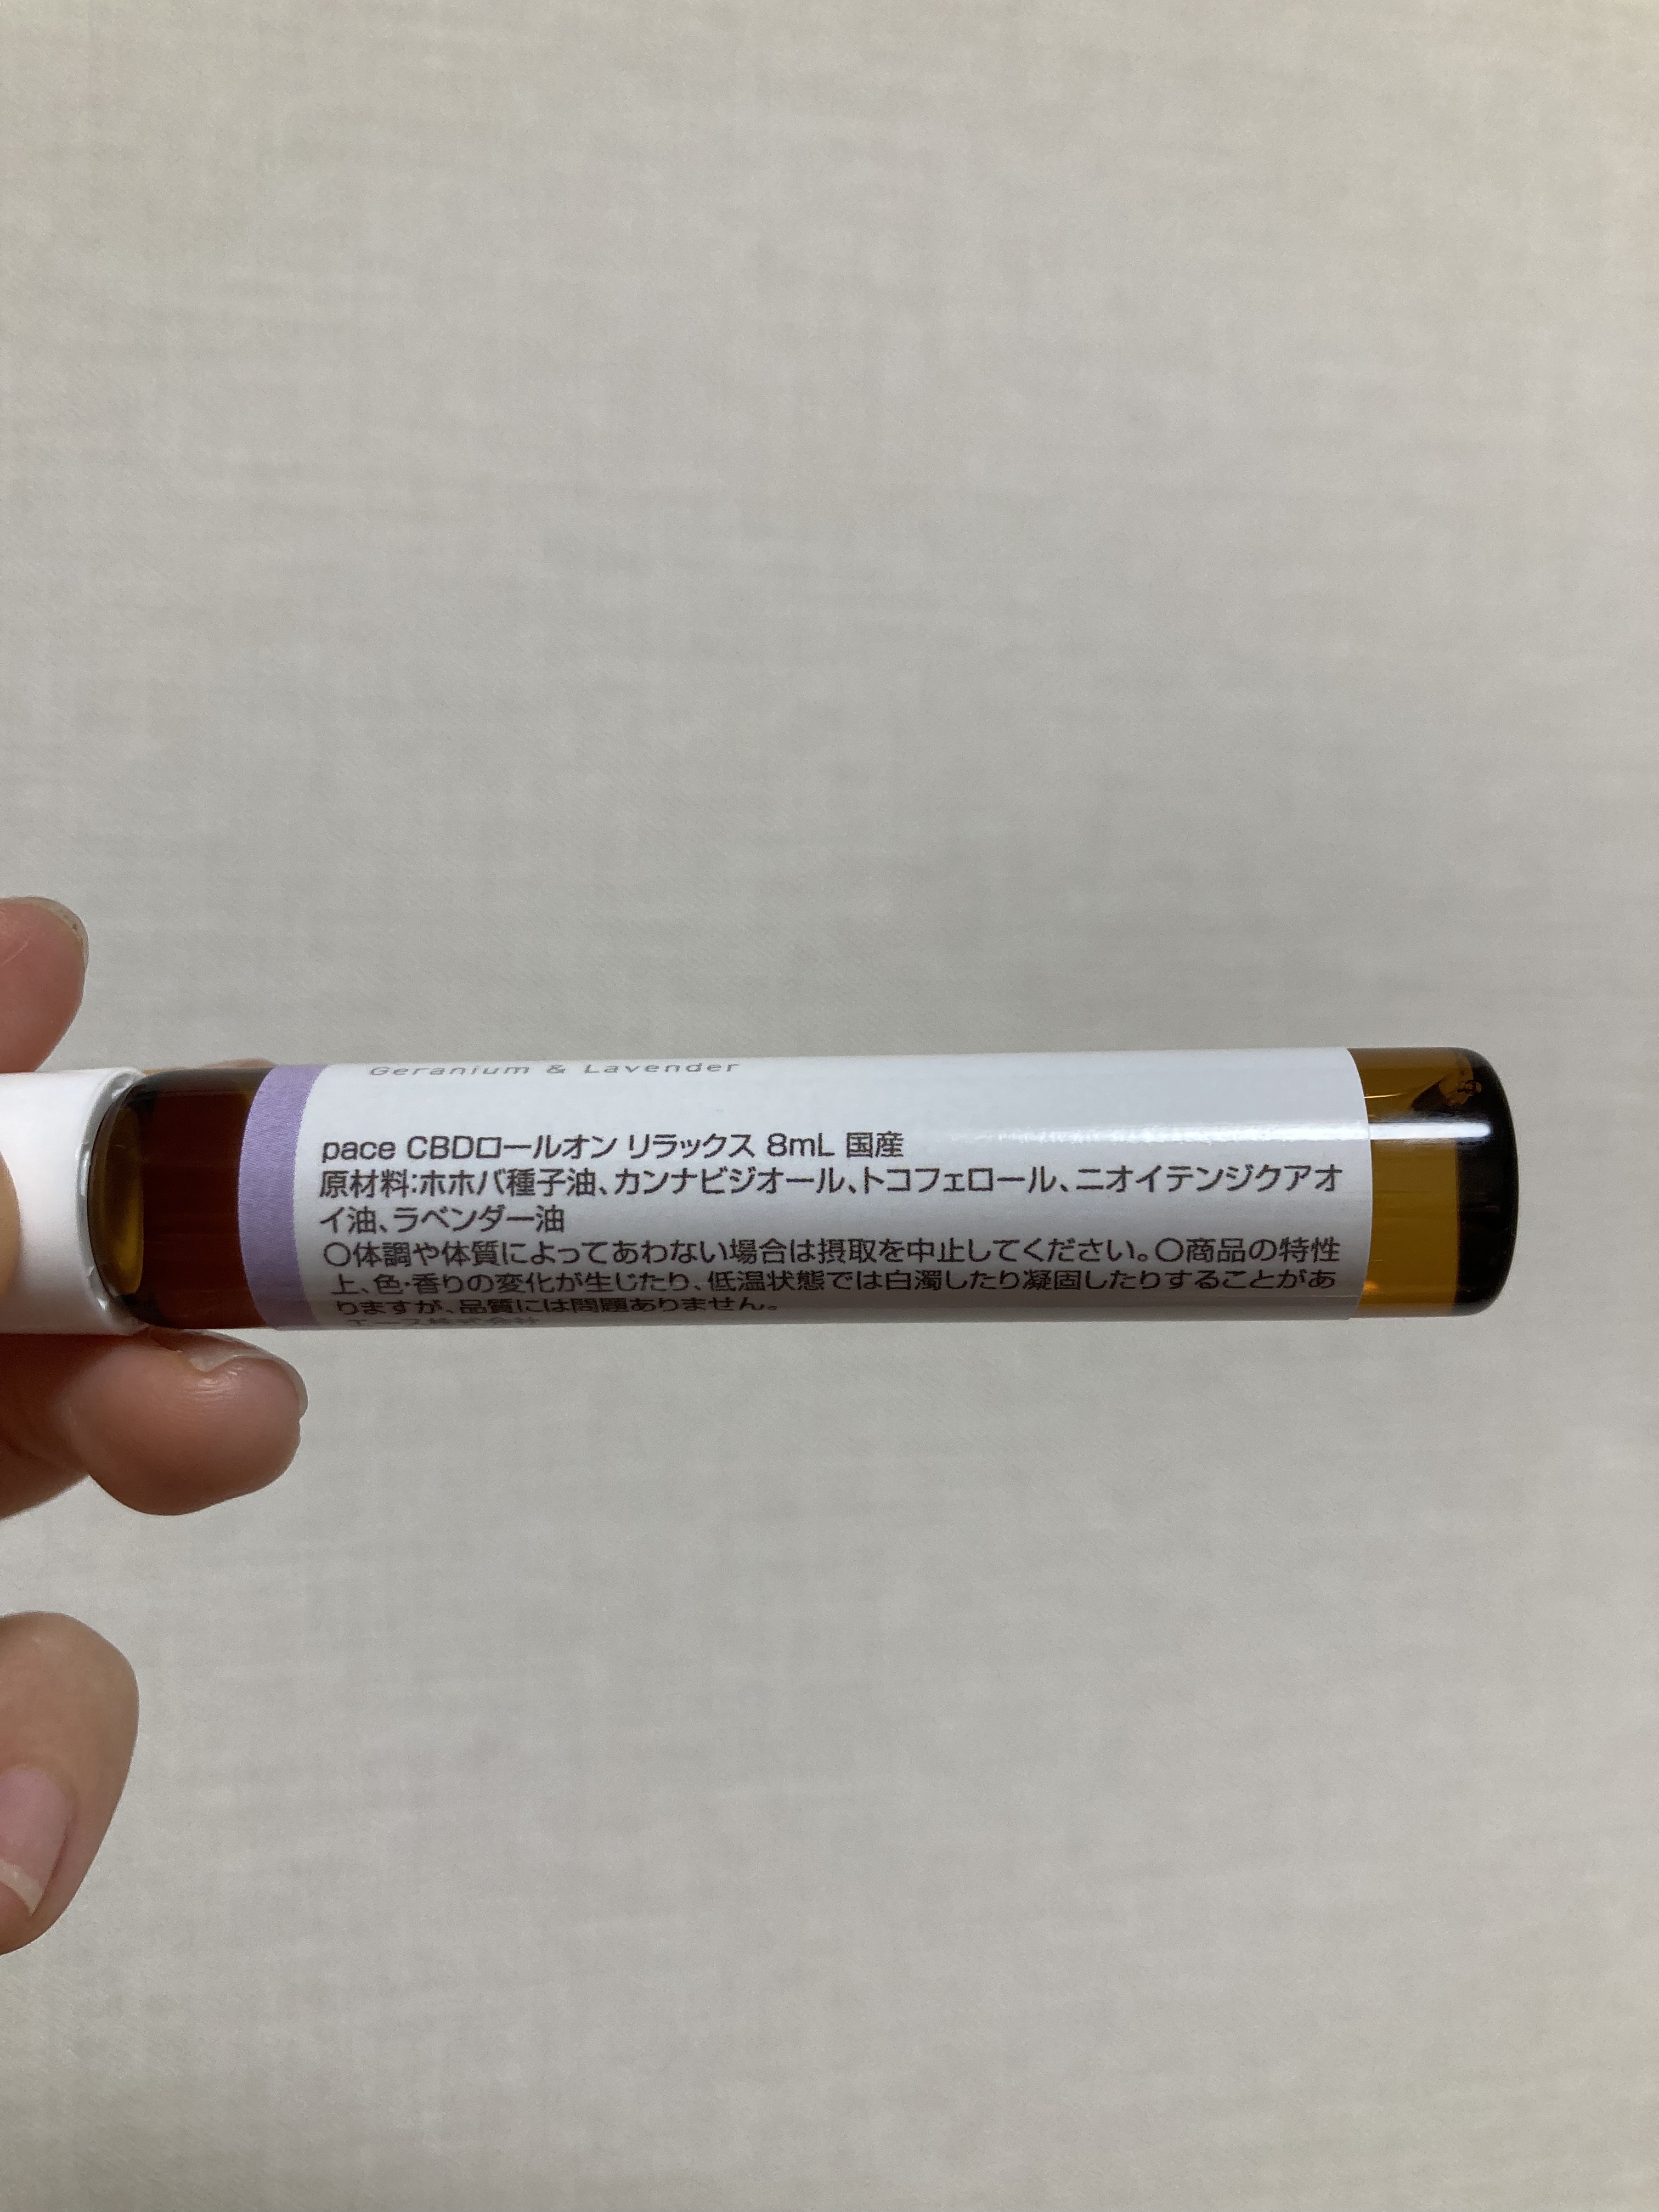 Geranium & Lavender
pace CBDロールオン リラックス 8mL 国産
原材料:ホホバ種子油、カンナビジオール、トコフェロール、ニオイテンジクアオ
イ油、ラベンダー油
〇体調や体質によってあわない場合は摂取を中止してください。〇商品の特性
上、色・香りの変化が生じたり、低温状態では白濁したり凝固したりすることがあ
りますが、品質には問題ありません。